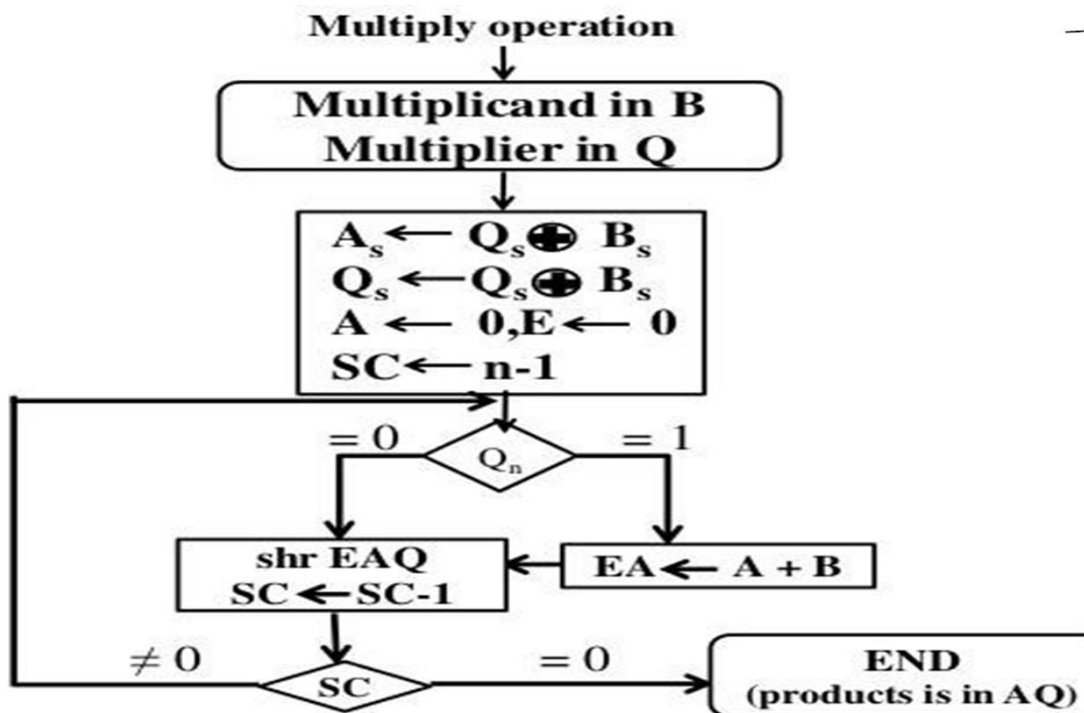 Multiply operation
Multiplicand in B
Multiplier in Q
Aₛ ← Qₛ ⊕ Bₛ
Qₛ ← Qₛ ⊕ Bₛ
A ← 0,E ← 0
SC ← n-1
= 0
Qₙ
= 1
shr EAQ
SC ← SC-1
EA ← A + B
≠ 0
SC
= 0
END
(products is in AQ)